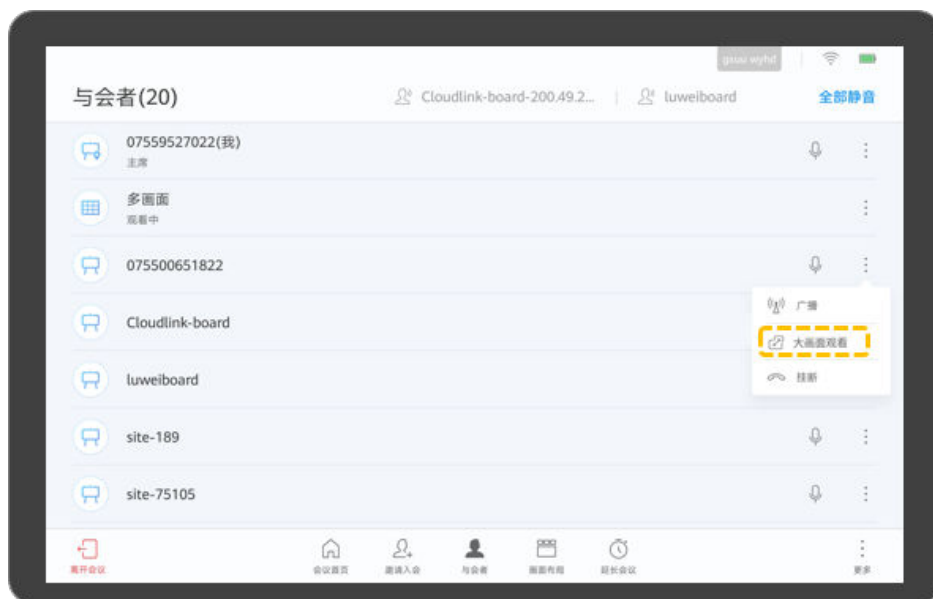 gsuu wyhd
与会者(20)
Cloudlink-board-200.49.2...
luweiboard
全部静音
07559527022(我)
主席
多画面
观看中
075500651822
广播
Cloudlink-board
大画面观看
luweiboard
挂断
site-189
site-75105
离开会议
会议首页
邀请入会
与会者
画面布局
延长会议
更多